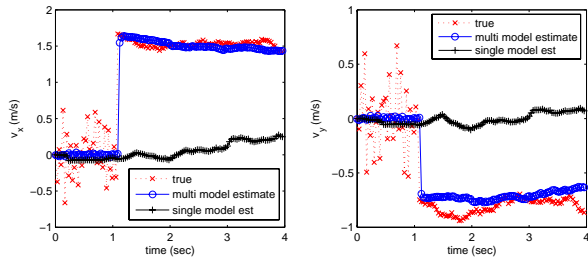 2
1.5
1
0.5
0
−0.5
−1
v_x (m/s)
0
1
2
3
4
time (sec)
true
multi model estimate
single model est
1
0.5
0
−0.5
−1
v_y (m/s)
0
1
2
3
4
time (sec)
true
multi model estimate
single model est